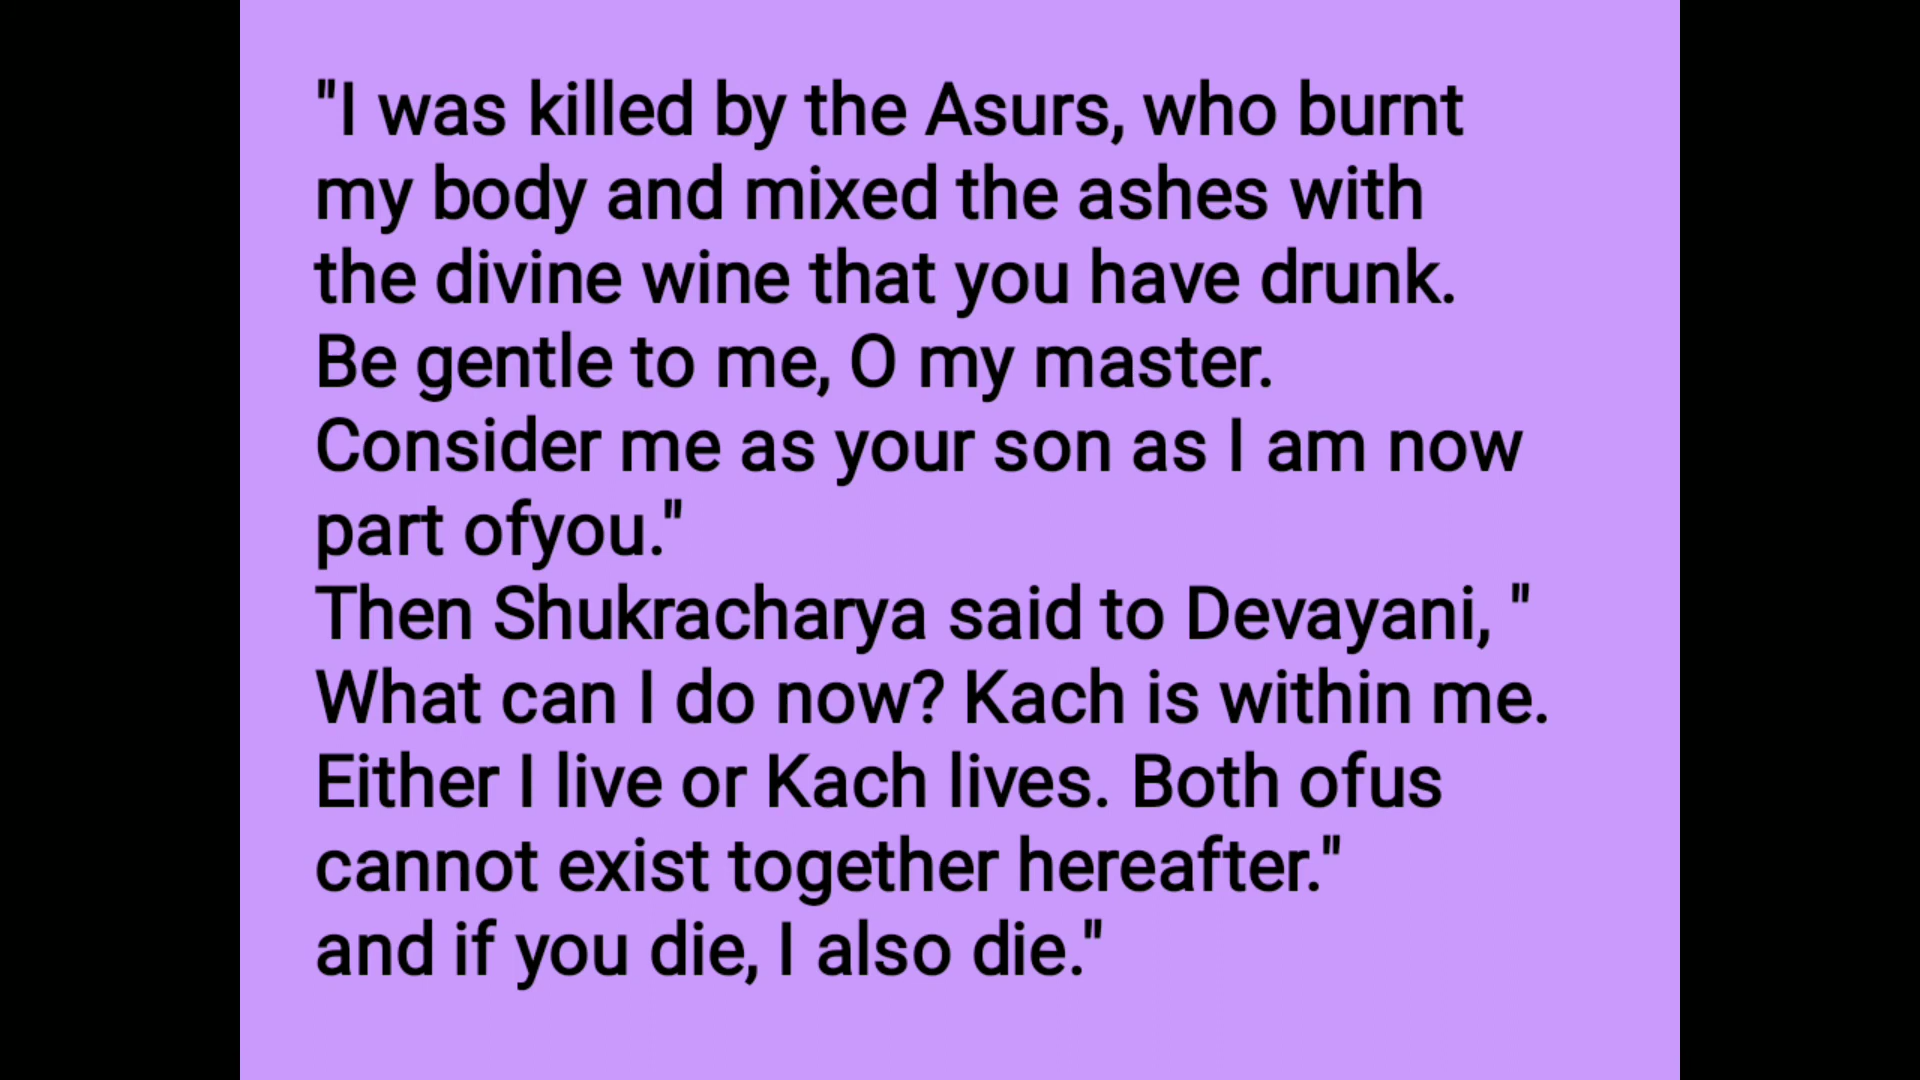 "I was killed by the Asurs, who burnt
my body and mixed the ashes with
the divine wine that you have drunk.
Be gentle to me, O my master.
Consider me as your son as I am now
part ofyou."
Then Shukracharya said to Devayani, "
What can I do now? Kach is within me.
Either I live or Kach lives. Both ofus
cannot exist together hereafter."
and if you die, I also die."